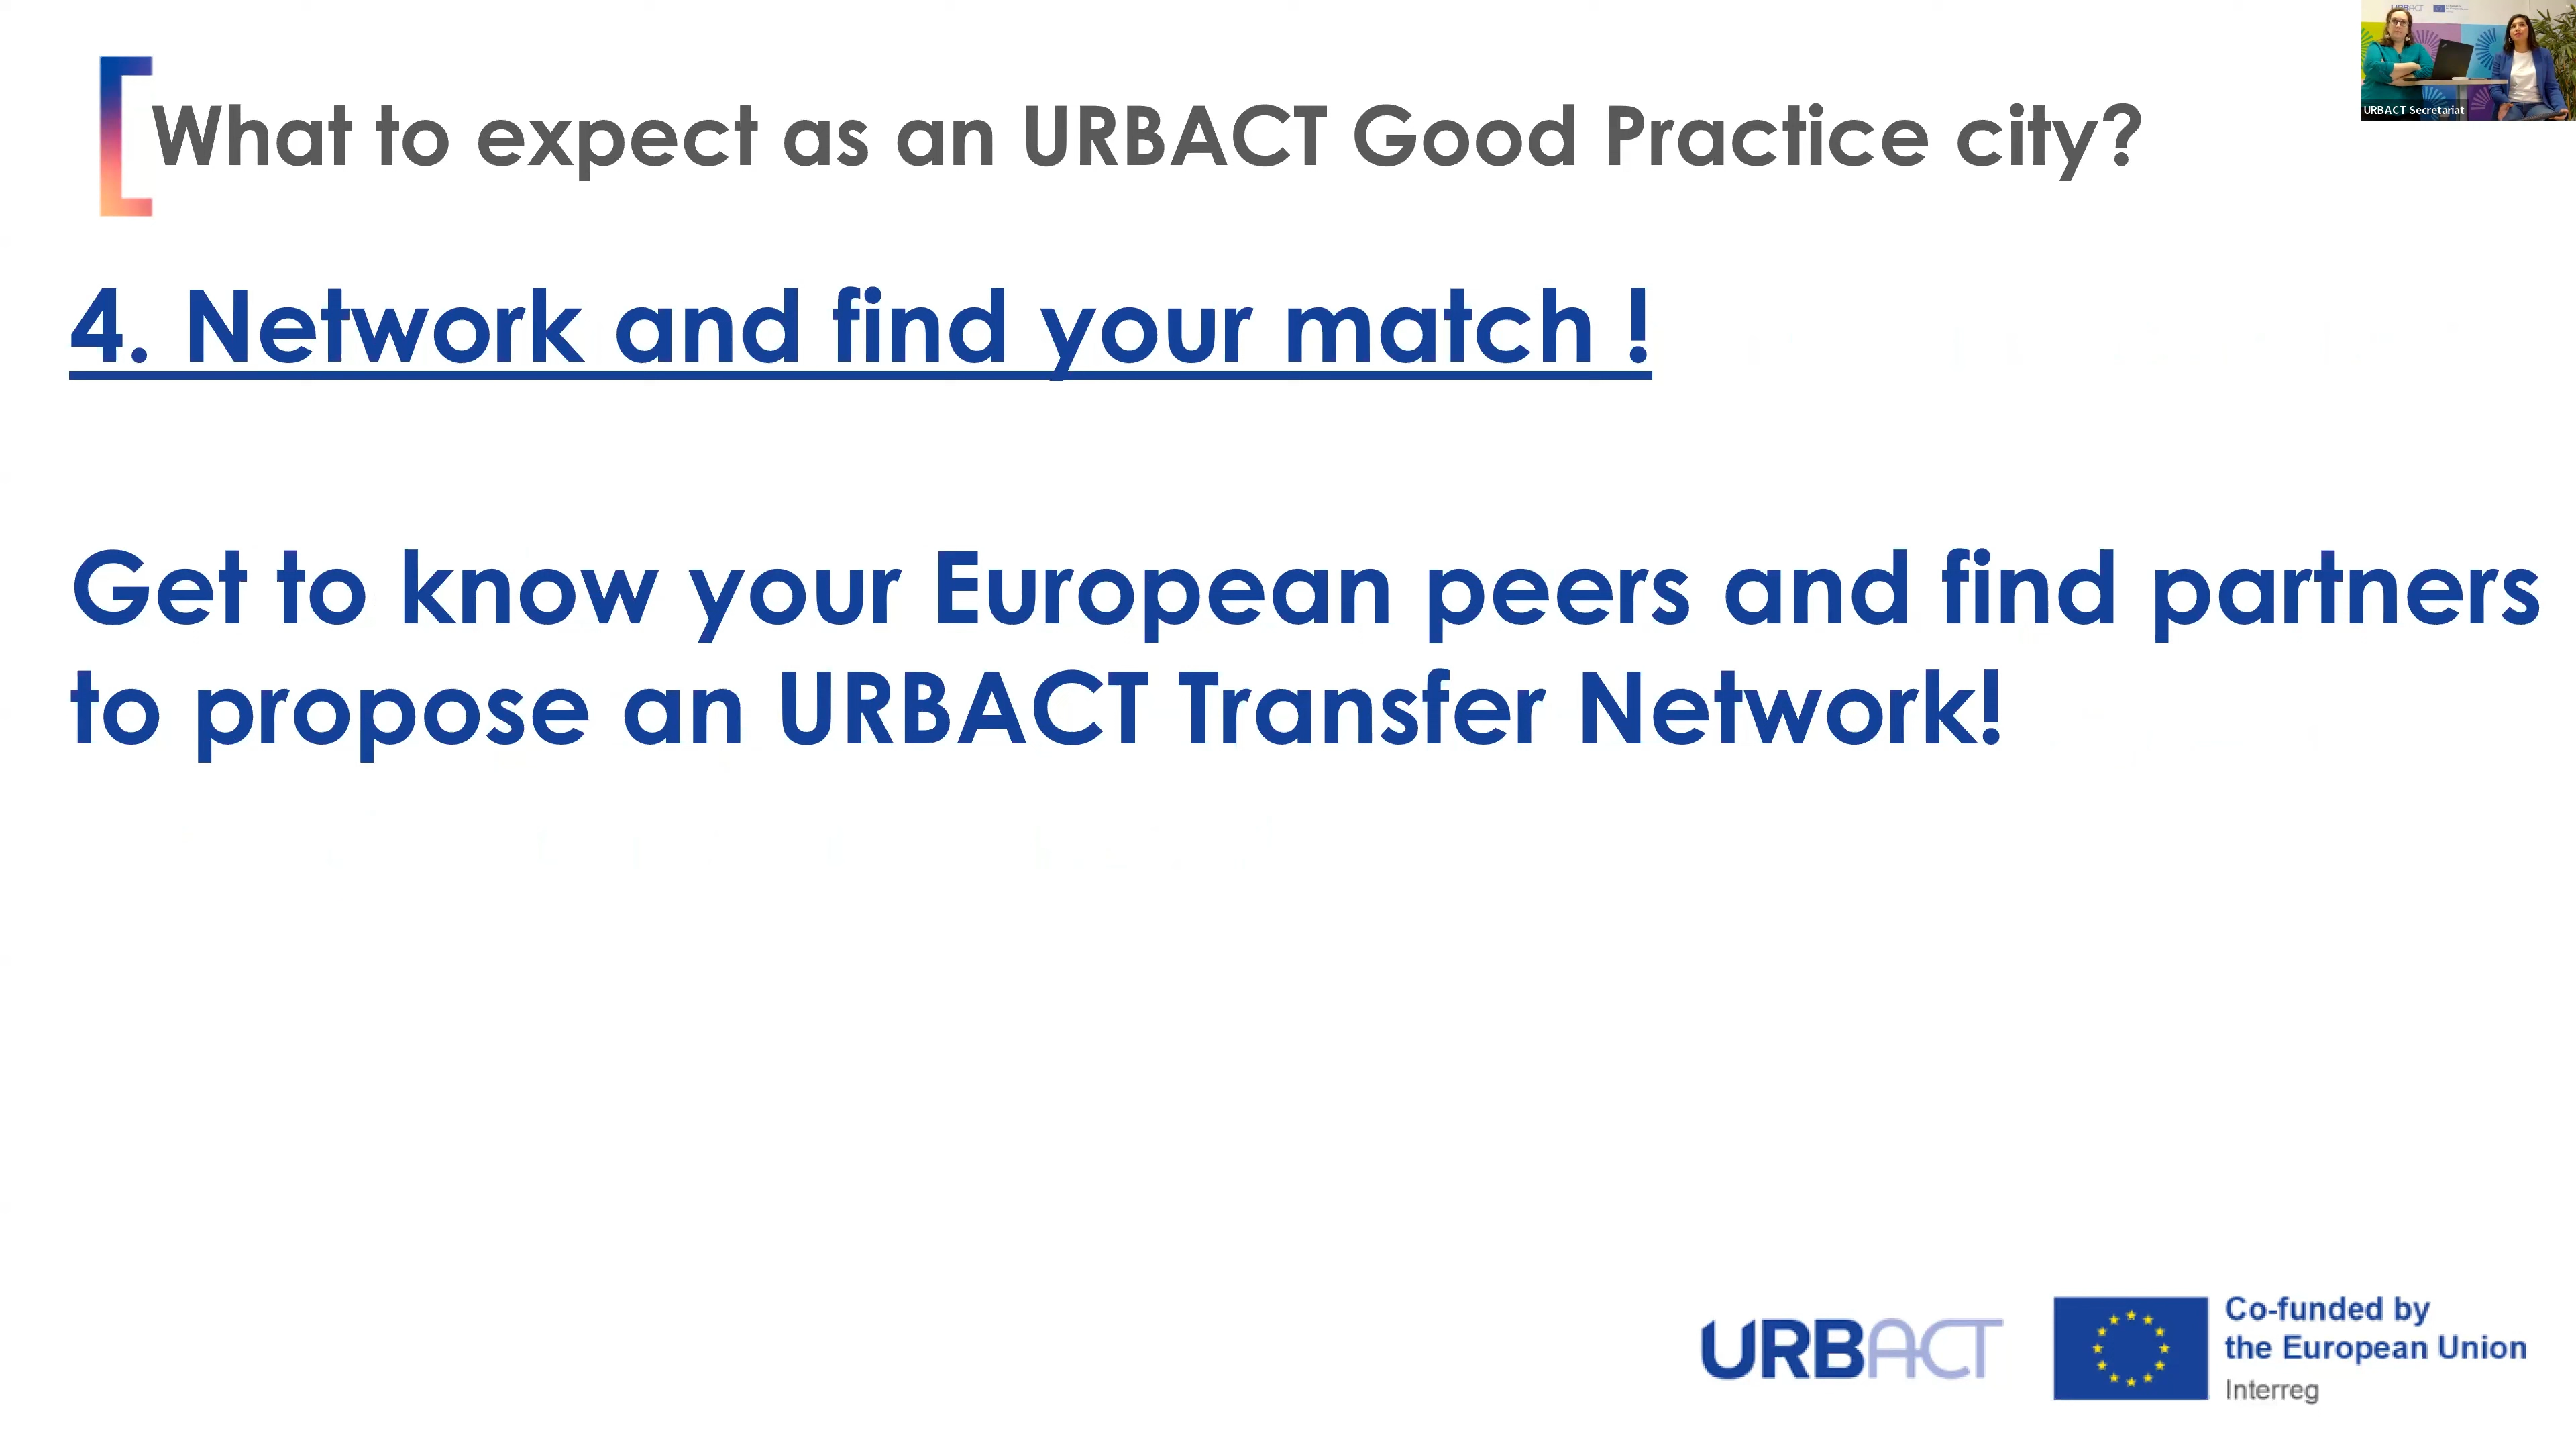 What to expect as an URBACT Good Practice city?
URBACT
URBACT Secretariat
4. Network and find your match !
Get to know your European peers and find partners
to propose an URBACT Transfer Network!
URBACT
Co-funded by
the European Union
Interreg